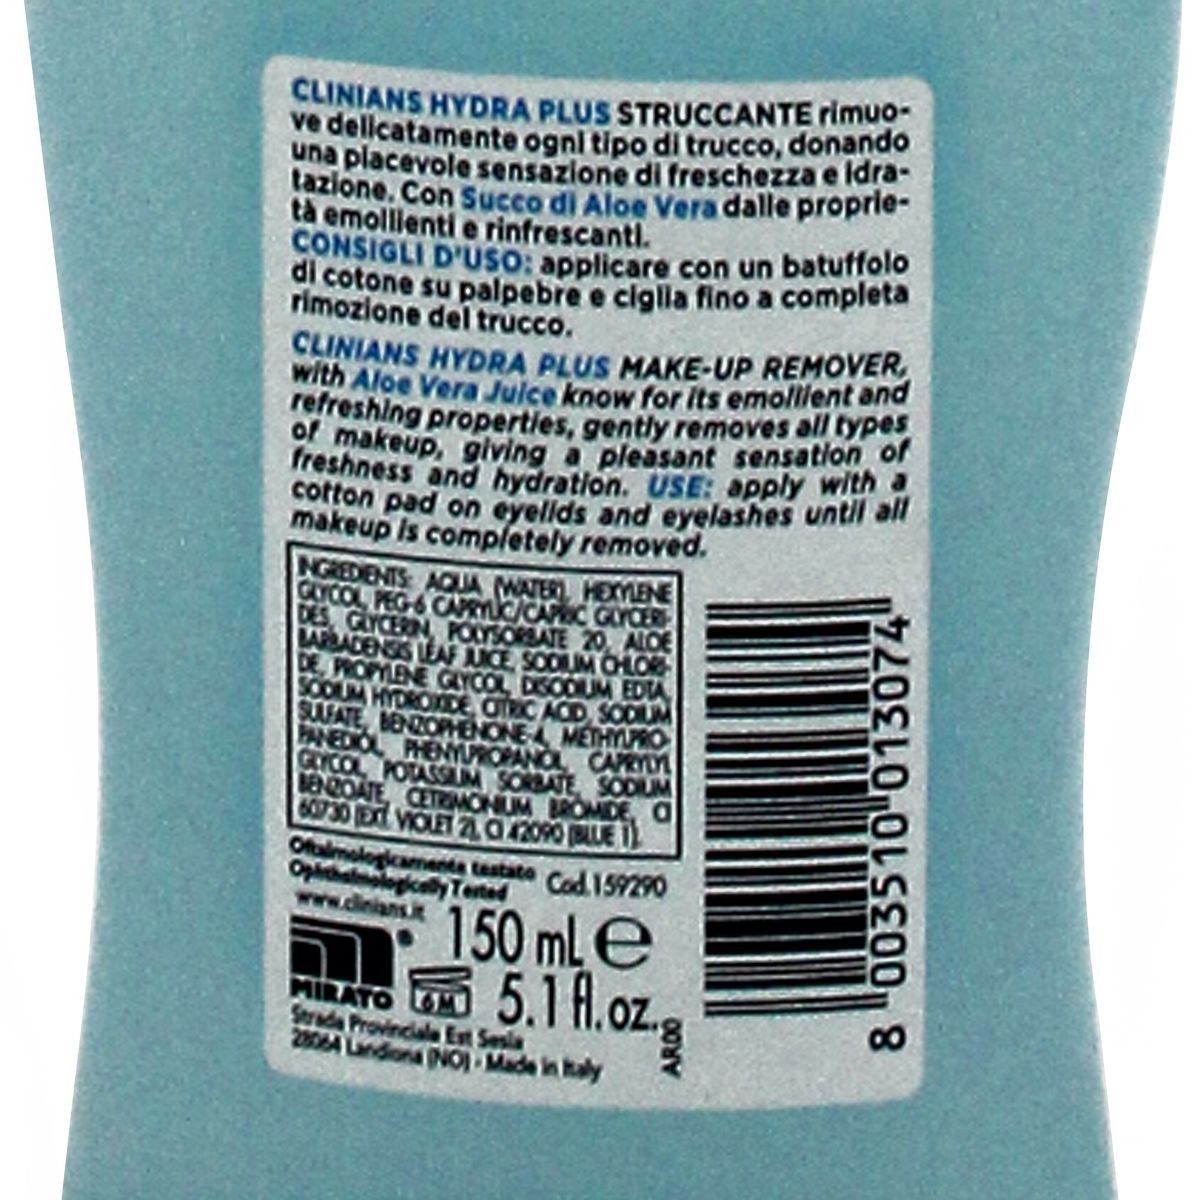 CLINIANS HYDRA PLUS STRUCCANTE rimuo-
ve delicatamente ogni tipo di trucco, donando
una piacevole sensazione di freschezza e idra-
tazione. Con Succo di Aloe Vera dalle proprie-
tà emollienti e rinfrescanti.
CONSIGLI D'USO: applicare con un batuffolo
di cotone su palpebre e ciglia fino a completa
rimozione del trucco.
CLINIANS HYDRA PLUS MAKE-UP REMOVER,
with Aloe Vera Juice know for its emollient and
refreshing properties, gently removes all types
of makeup, giving a pleasant sensation of
freshness and hydration. USE: apply with a
cotton pad on eyelids and eyelashes until all
makeup is completely removed.
INGREDIENTS: AQUA (WATER), HEXYLENE
GLYCOL, PEG-6 CAPRYLIC/CAPRIC GLYCERI-
DES, GLYCERIN, POLYSORBATE 20, ALOE
BARBADENSIS LEAF JUICE, SODIUM CHLORI-
DE, PROPYLENE GLYCOL, DISODIUM EDTA,
SODIUM HYDROXIDE, CITRIC ACID, SODIUM
SULFATE, BENZOPHENONE-4, METHYLPRO-
PANEDIOL, PHENYLPROPANOL, CAPRYLYL
GLYCOL, POTASSIUM SORBATE, SODIUM
BENZOATE, CETRIMONIUM BROMIDE, CI
60730 (EXT. VIOLET 2), CI 42090 (BLUE 1).
Oftalmologicamente testato
Ophthalmologically Tested
Cod.159290
www.clinians.it
150 mL e
5.1 fl. oz.
MIRATO®
6 M
Strada Provinciale Est Sesia
28064 Landiona (NO) - Made in Italy
AR00
8 003510 013074